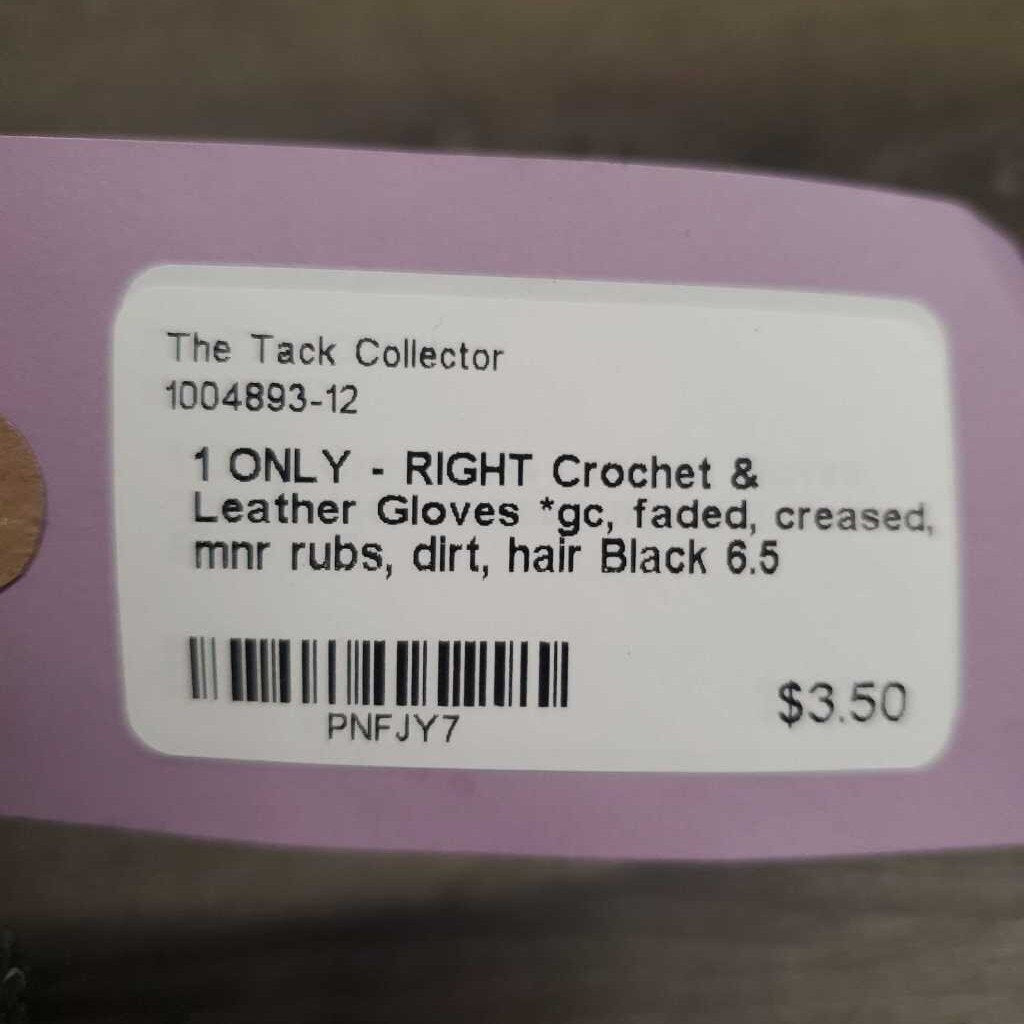 The Tack Collector
1004893-12
1 ONLY - RIGHT Crochet &
Leather Gloves *gc, faded, creased,
mnr rubs, dirt, hair Black 6.5
PNFJY7
$3.50